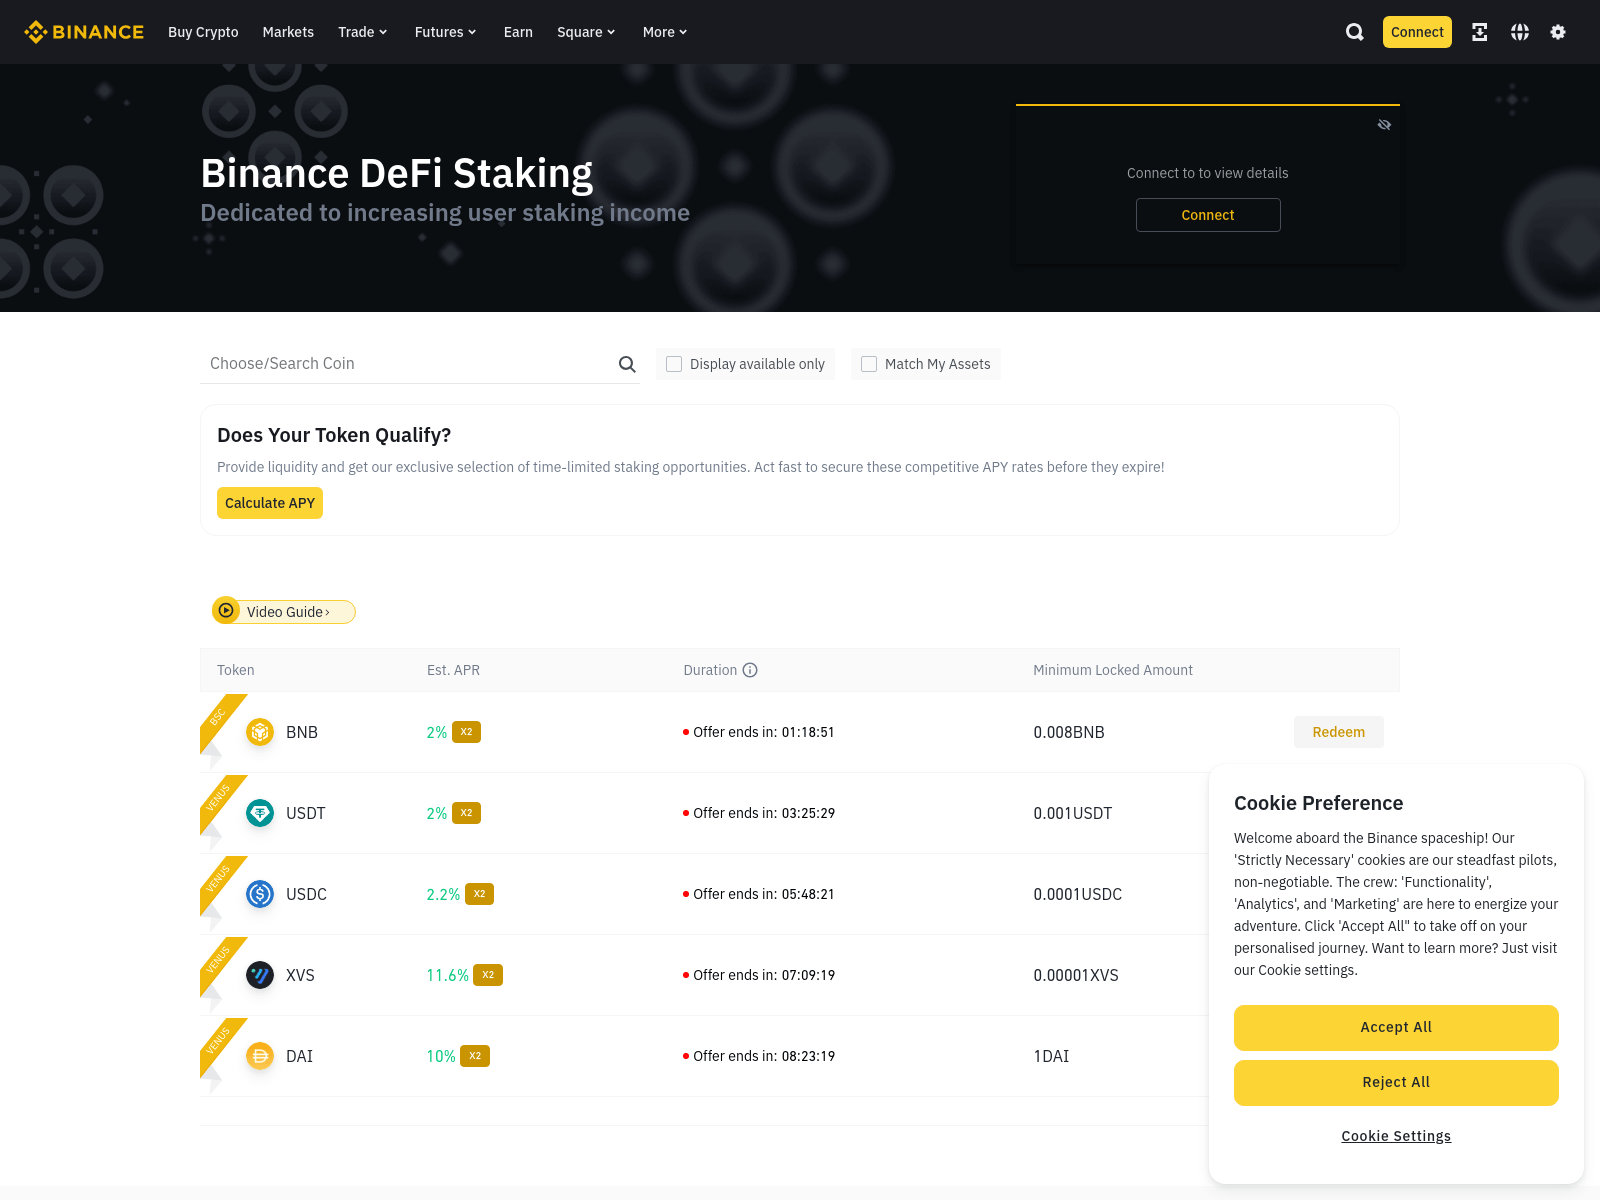 BINANCE Buy Crypto Markets Trade Futures Earn Square More Connect
Binance DeFi Staking
Dedicated to increasing user staking income
Connect to to view details
Connect
Choose/Search Coin
Display available only
Match My Assets
Does Your Token Qualify?
Provide liquidity and get our exclusive selection of time-limited staking opportunities. Act fast to secure these competitive APY rates before they expire!
Calculate APY
Video Guide›
Token Est. APR Duration Minimum Locked Amount
BSC BNB 2% X2 Offer ends in: 01:18:51 0.008BNB Redeem
VENUS USDT 2% X2 Offer ends in: 03:25:29 0.001USDT
VENUS USDC 2.2% X2 Offer ends in: 05:48:21 0.0001USDC
VENUS XVS 11.6% X2 Offer ends in: 07:09:19 0.00001XVS
VENUS DAI 10% X2 Offer ends in: 08:23:19 1DAI
Cookie Preference
Welcome aboard the Binance spaceship! Our
'Strictly Necessary' cookies are our steadfast pilots,
non-negotiable. The crew: 'Functionality',
'Analytics', and 'Marketing' are here to energize your
adventure. Click 'Accept All" to take off on your
personalised journey. Want to learn more? Just visit
our Cookie settings.
Accept All
Reject All
Cookie Settings